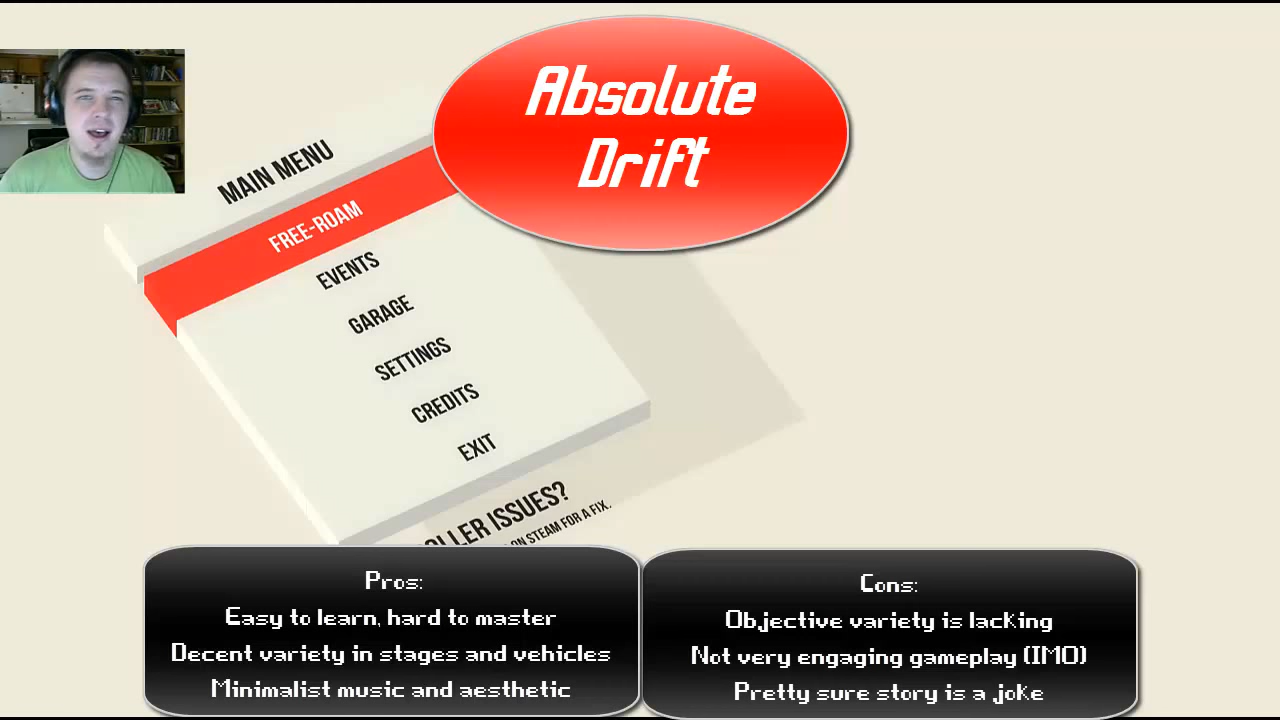 Absolute
Drift
MAIN MENU
FREE-ROAM
EVENTS
GARAGE
SETTINGS
CREDITS
EXIT
OLLER ISSUES?
ON STEAM FOR A FIX.
Pros:
Easy to learn, hard to master
Decent variety in stages and vehicles
Minimalist music and aesthetic
Cons:
Objective variety is lacking
Not very engaging gameplay (IMO)
Pretty sure story is a joke